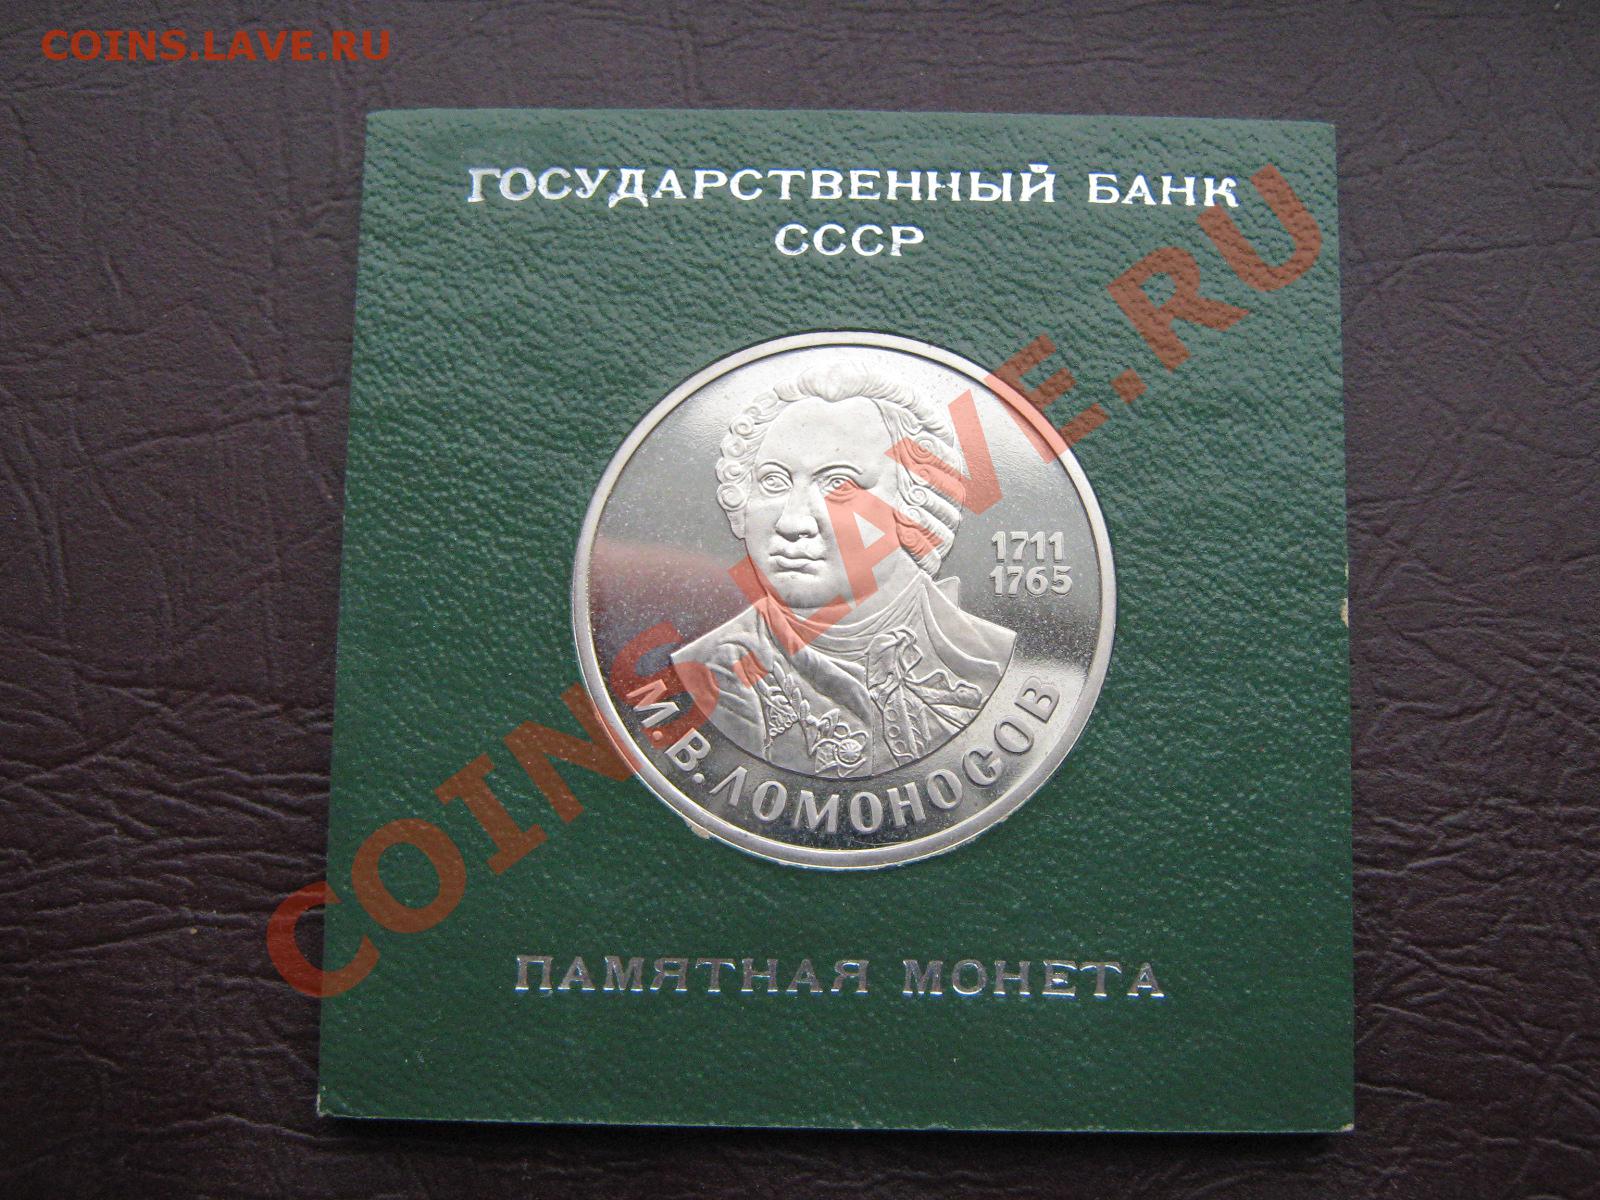 COINS.LAVE.RU
ГОСУДАРСТВЕННЫЙ БАНК
СССР
1711
1765
М.В.ЛОМОНОСОВ
ПАМЯТНАЯ МОНЕТА
COINS.LAVE.RU